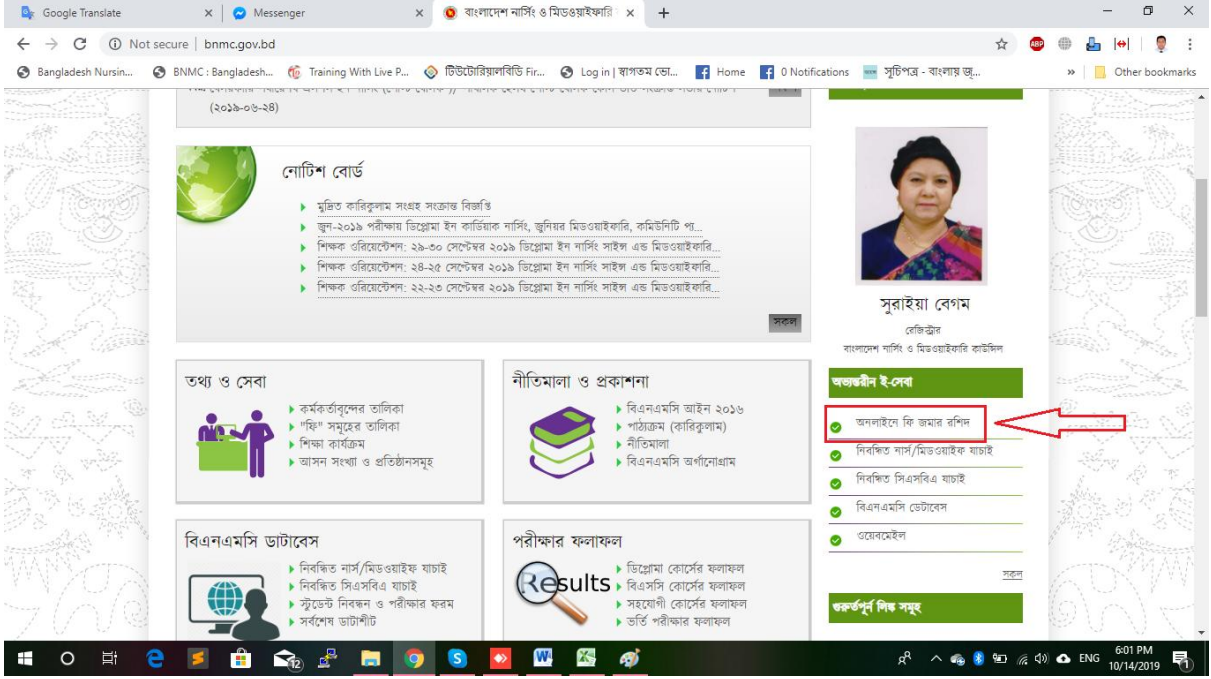 Google Translate
Messenger
বাংলাদেশ নার্সিং ও মিডওয়াইফারি
Not secure | bnmc.gov.bd
Bangladesh Nursin...
BNMC : Bangladesh...
Training With Live P...
টিউটোরিয়ালবিডি Fir...
Log in | স্বাগতম ভো...
Home
0 Notifications
সূচিপত্র - বাংলায় জ্...
»
Other bookmarks
(২০১৯-০৬-২৪)
নোটিশ বোর্ড
মুদ্রিত কারিকুলাম সংগ্রহ সংক্রান্ত বিজ্ঞপ্তি
জুন-২০১৯ পরীক্ষায় ডিপ্লোমা ইন কার্ডিয়াক নার্সিং, জুনিয়র মিডওয়াইফারি, কমিউনিটি প্য...
শিক্ষক ওরিয়েন্টেশন: ২৯-৩০ সেপ্টেম্বর ২০১৯ ডিপ্লোমা ইন নার্সিং সাইন্স এন্ড মিডওয়াইফারি...
শিক্ষক ওরিয়েন্টেশন: ২৪-২৫ সেপ্টেম্বর ২০১৯ ডিপ্লোমা ইন নার্সিং সাইন্স এন্ড মিডওয়াইফারি...
শিক্ষক ওরিয়েন্টেশন: ২২-২৩ সেপ্টেম্বর ২০১৯ ডিপ্লোমা ইন নার্সিং সাইন্স এন্ড মিডওয়াইফারি...
সকল
তথ্য ও সেবা
কর্মকর্তাবৃন্দের তালিকা
"ফি" সমূহের তালিকা
শিক্ষা কার্যক্রম
আসন সংখ্যা ও প্রতিষ্ঠানসমূহ
নীতিমালা ও প্রকাশনা
বিএনএমসি আইন ২০১৬
পাঠ্যক্রম (কারিকুলাম)
নীতিমালা
বিএনএমসি অর্গানোগ্রাম
বিএনএমসি ডাটাবেস
নিবন্ধিত নার্স/মিডওয়াইফ যাচাই
নিবন্ধিত সিএসবিএ যাচাই
স্টুডেন্ট নিবন্ধন ও পরীক্ষার ফরম
সর্বশেষ ডাটাশীট
পরীক্ষার ফলাফল
Results
ডিপ্লোমা কোর্সের ফলাফল
বিএসসি কোর্সের ফলাফল
সহযোগী কোর্সের ফলাফল
ভর্তি পরীক্ষার ফলাফল
সুরাইয়া বেগম
রেজিস্ট্রার
বাংলাদেশ নার্সিং ও মিডওয়াইফারি কাউন্সিল
অভ্যন্তরীন ই-সেবা
অনলাইনে ফি জমার রশিদ
নিবন্ধিত নার্স/মিডওয়াইফ যাচাই
নিবন্ধিত সিএসবিএ যাচাই
বিএনএমসি ডেটাবেস
ওয়েবমেইল
সকল
গুরুর্ত্বপূর্ন লিঙ্ক সমূহ
ENG
6:01 PM
10/14/2019